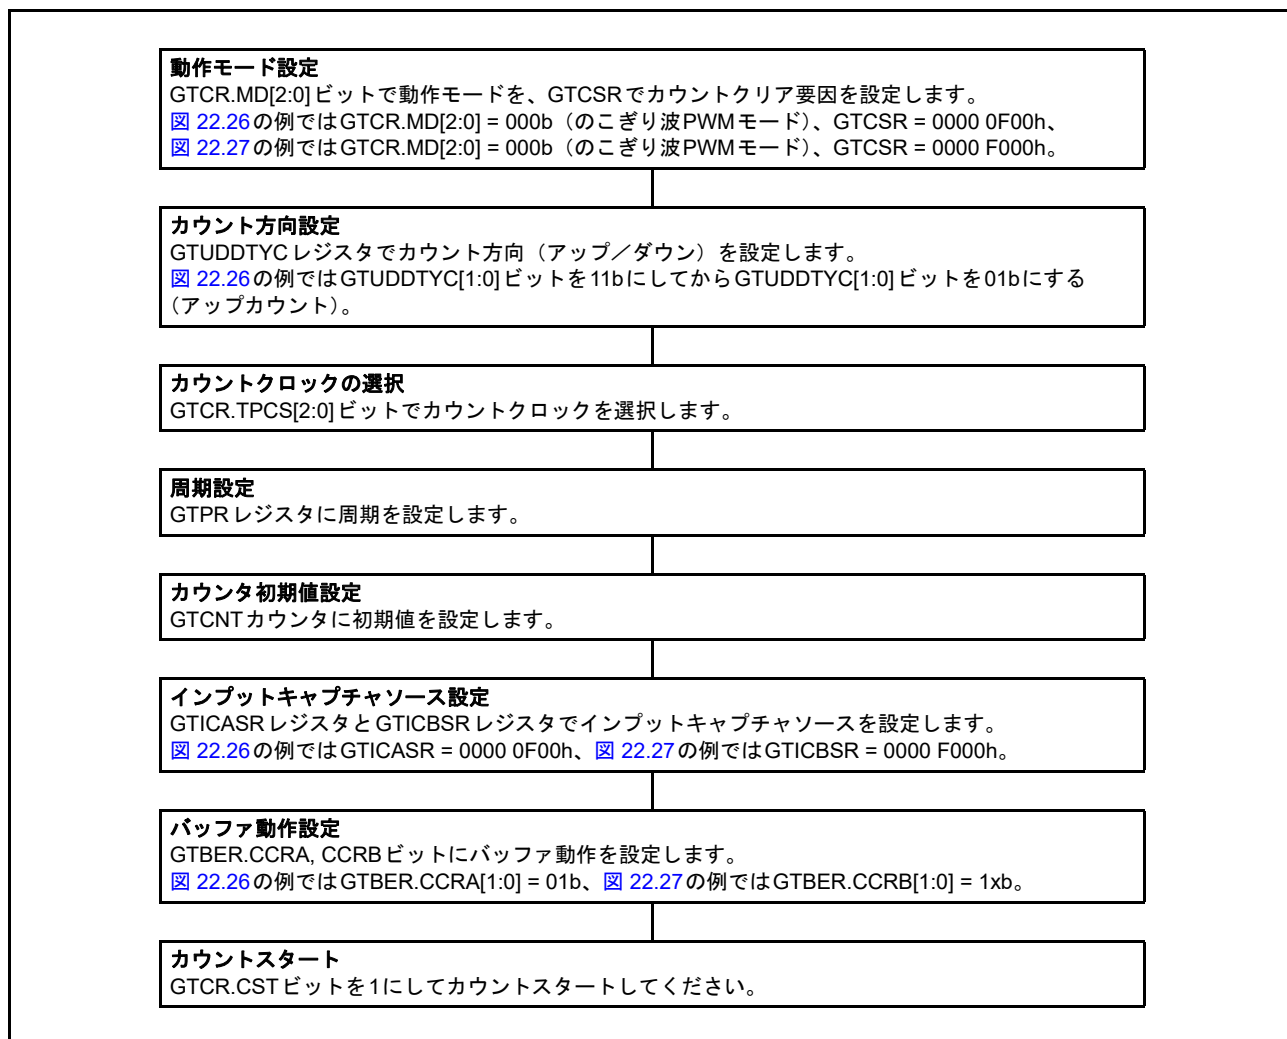 動作モード設定
GTCR.MD[2:0]ビットで動作モードを、GTCSRでカウントクリア要因を設定します。
図 22.26の例ではGTCR.MD[2:0] = 000b（のこぎり波PWMモード）、GTCSR = 0000 0F00h、
図 22.27の例ではGTCR.MD[2:0] = 000b（のこぎり波PWMモード）、GTCSR = 0000 F000h。
カウント方向設定
GTUDDTYCレジスタでカウント方向（アップ／ダウン）を設定します。
図 22.26の例ではGTUDDTYC[1:0]ビットを11bにしてからGTUDDTYC[1:0]ビットを01bにする
（アップカウント）。
カウントクロックの選択
GTCR.TPCS[2:0]ビットでカウントクロックを選択します。
周期設定
GTPRレジスタに周期を設定します。
カウンタ初期値設定
GTCNTカウンタに初期値を設定します。
インプットキャプチャソース設定
GTICASRレジスタとGTICBSRレジスタでインプットキャプチャソースを設定します。
図 22.26の例ではGTICASR = 0000 0F00h、図 22.27の例ではGTICBSR = 0000 F000h。
バッファ動作設定
GTBER.CCRA, CCRBビットにバッファ動作を設定します。
図 22.26の例ではGTBER.CCRA[1:0] = 01b、図 22.27の例ではGTBER.CCRB[1:0] = 1xb。
カウントスタート
GTCR.CSTビットを1にしてカウントスタートしてください。